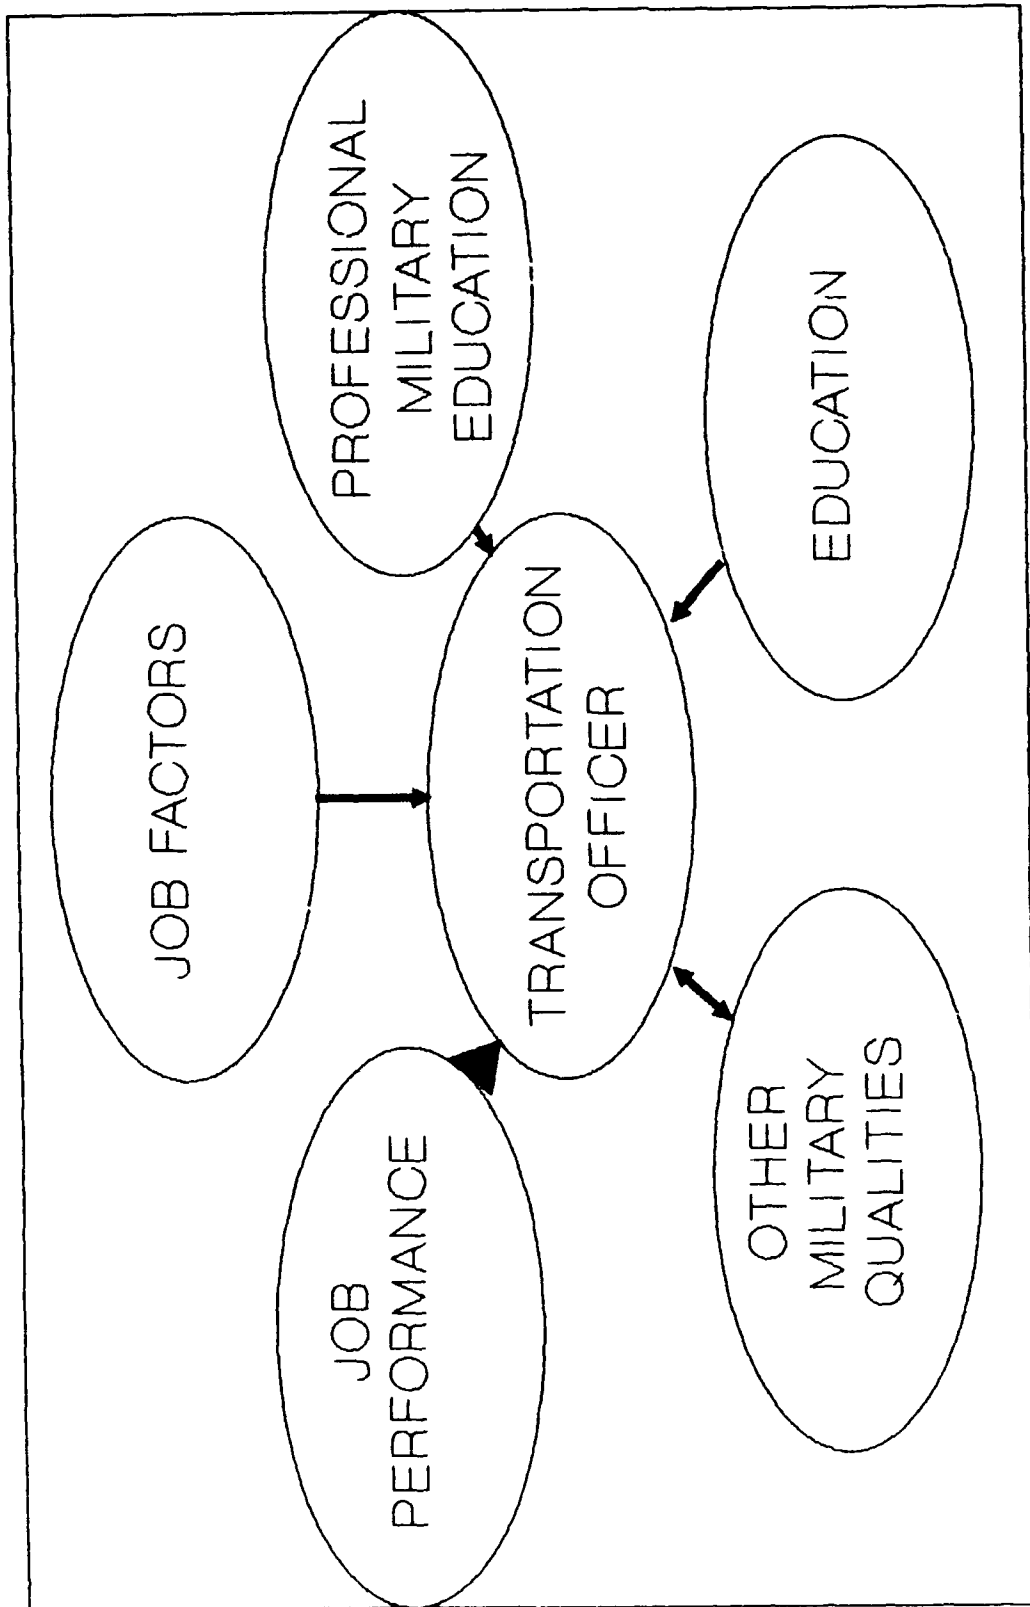 JOB FACTORS
JOB
PERFORMANCE
PROFESSIONAL
MILITARY
EDUCATION
TRANSPORTATION
OFFICER
OTHER
MILITARY
QUALITIES
EDUCATION